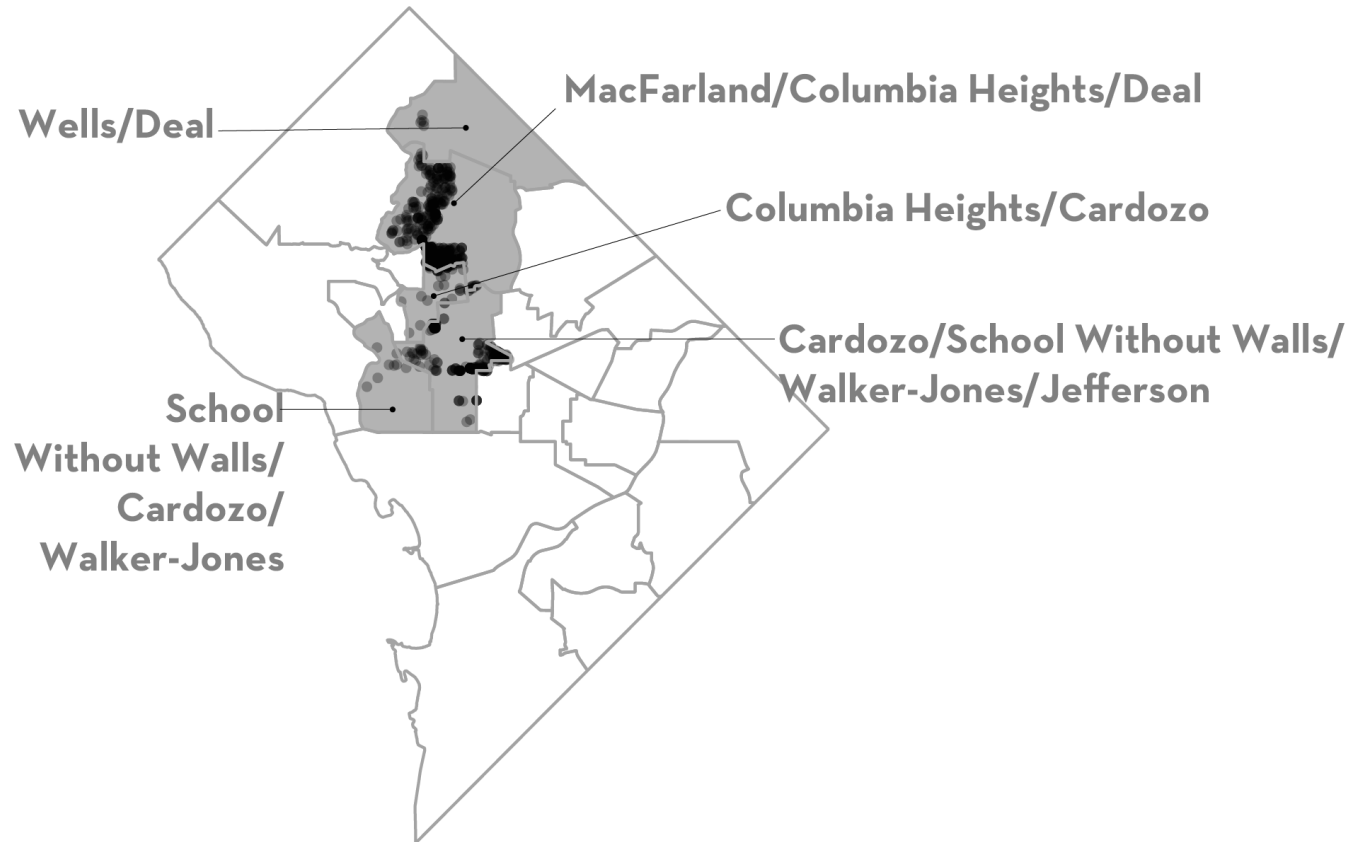 MacFarland/Columbia Heights/Deal
Wells/Deal
Columbia Heights/Cardozo
Cardozo/School Without Walls/
Walker-Jones/Jefferson
School
Without Walls/
Cardozo/
Walker-Jones